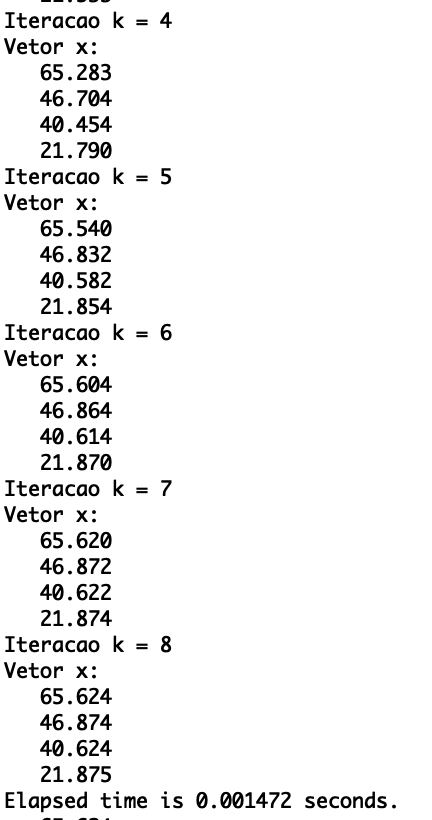 Iteracao k = 4
Vetor x:
65.283
46.704
40.454
21.790
Iteracao k = 5
Vetor x:
65.540
46.832
40.582
21.854
Iteracao k = 6
Vetor x:
65.604
46.864
40.614
21.870
Iteracao k = 7
Vetor x:
65.620
46.872
40.622
21.874
Iteracao k = 8
Vetor x:
65.624
46.874
40.624
21.875
Elapsed time is 0.001472 seconds.